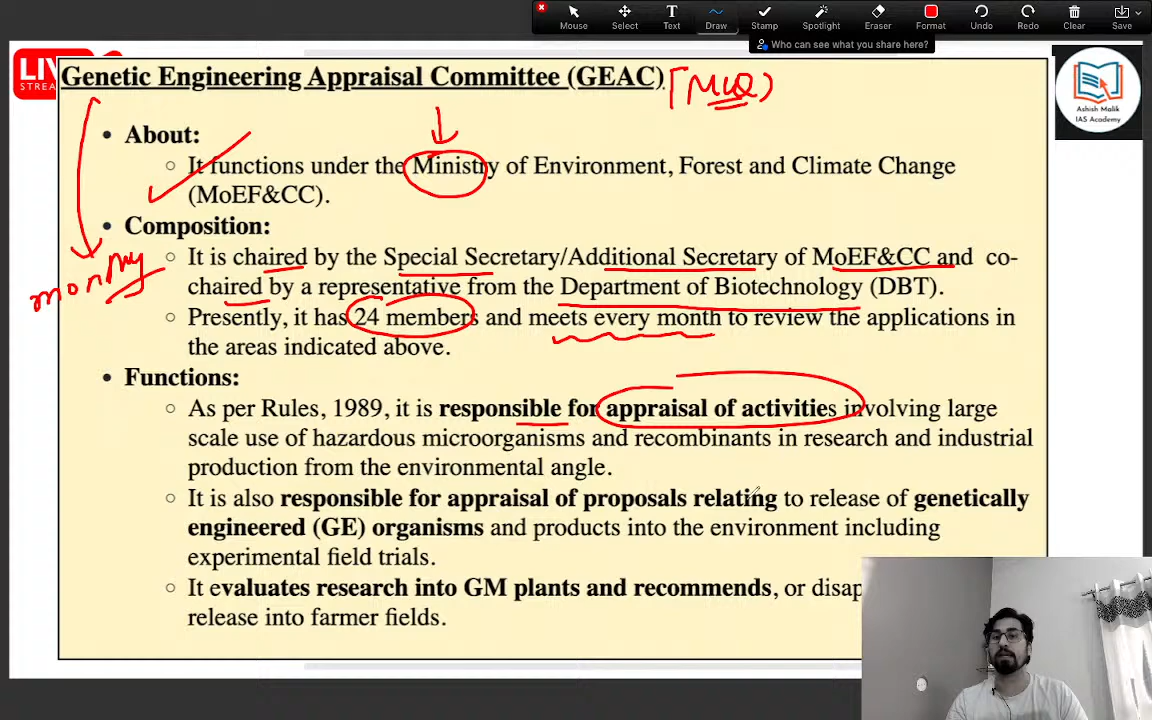 Mouse Select Text Draw Stamp Spotlight Eraser Format Undo Redo Clear Save
Who can see what you share here?
LIV
STREA
Genetic Engineering Appraisal Committee (GEAC) [MCQ)
Ashish Malik
IAS Academy
• About:
○ It functions under the Ministry of Environment, Forest and Climate Change
(MoEF&CC).
• Composition:
○ It is chaired by the Special Secretary/Additional Secretary of MoEF&CC and co-
chaired by a representative from the Department of Biotechnology (DBT).
○ Presently, it has 24 members and meets every month to review the applications in
the areas indicated above.
• Functions:
○ As per Rules, 1989, it is responsible for appraisal of activities involving large
scale use of hazardous microorganisms and recombinants in research and industrial
production from the environmental angle.
○ It is also responsible for appraisal of proposals relating to release of genetically
engineered (GE) organisms and products into the environment including
experimental field trials.
○ It evaluates research into GM plants and recommends, or disap
release into farmer fields.